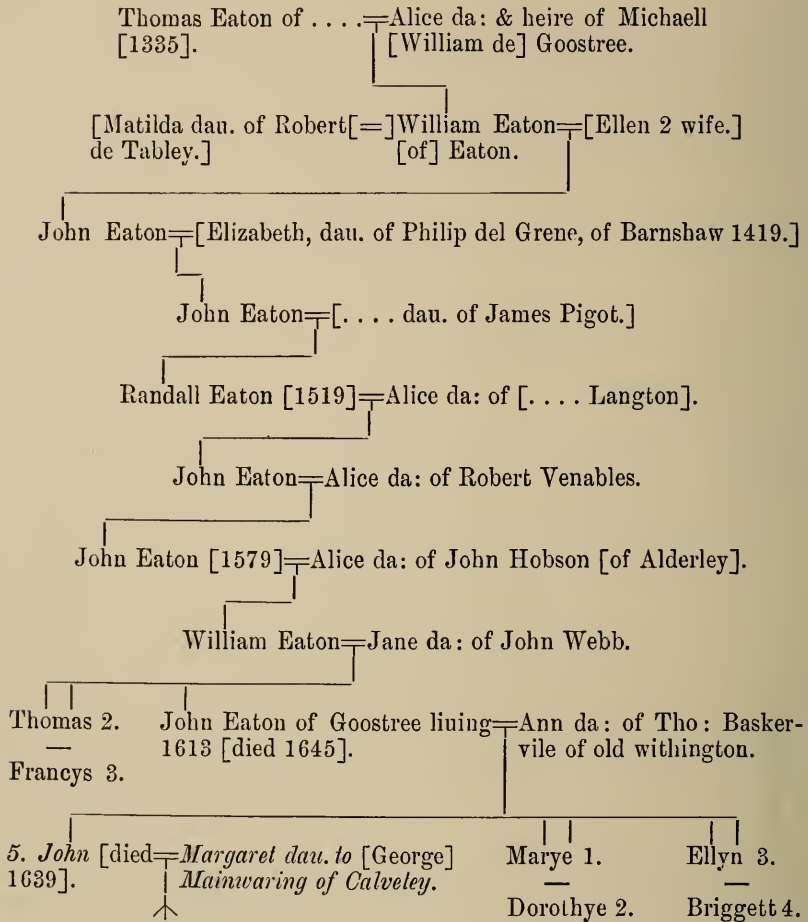 Thomas Eaton of . . . .=Alice da: & heire of Michaell
[1335]. [William de] Goostree.
[Matilda dau. of Robert[=]William Eaton=[Ellen 2 wife.]
de Tabley.] [of] Eaton.
John Eaton=[Elizabeth, dau. of Philip del Grene, of Barnshaw 1419.]
John Eaton=[. . . . dau. of James Pigot.]
Randall Eaton [1519]=Alice da: of [. . . . Langton].
John Eaton=Alice da: of Robert Venables.
John Eaton [1579]=Alice da: of John Hobson [of Alderley].
William Eaton=Jane da: of John Webb.
Thomas 2. John Eaton of Goostree liuing=Ann da: of Tho: Basker-
— 1613 [died 1645]. vile of old withington.
Francys 3.
5. John [died=Margaret dau. to [George] Marye 1. Ellyn 3.
1639]. Mainwaring of Calveley. — —
Dorothye 2. Briggett 4.